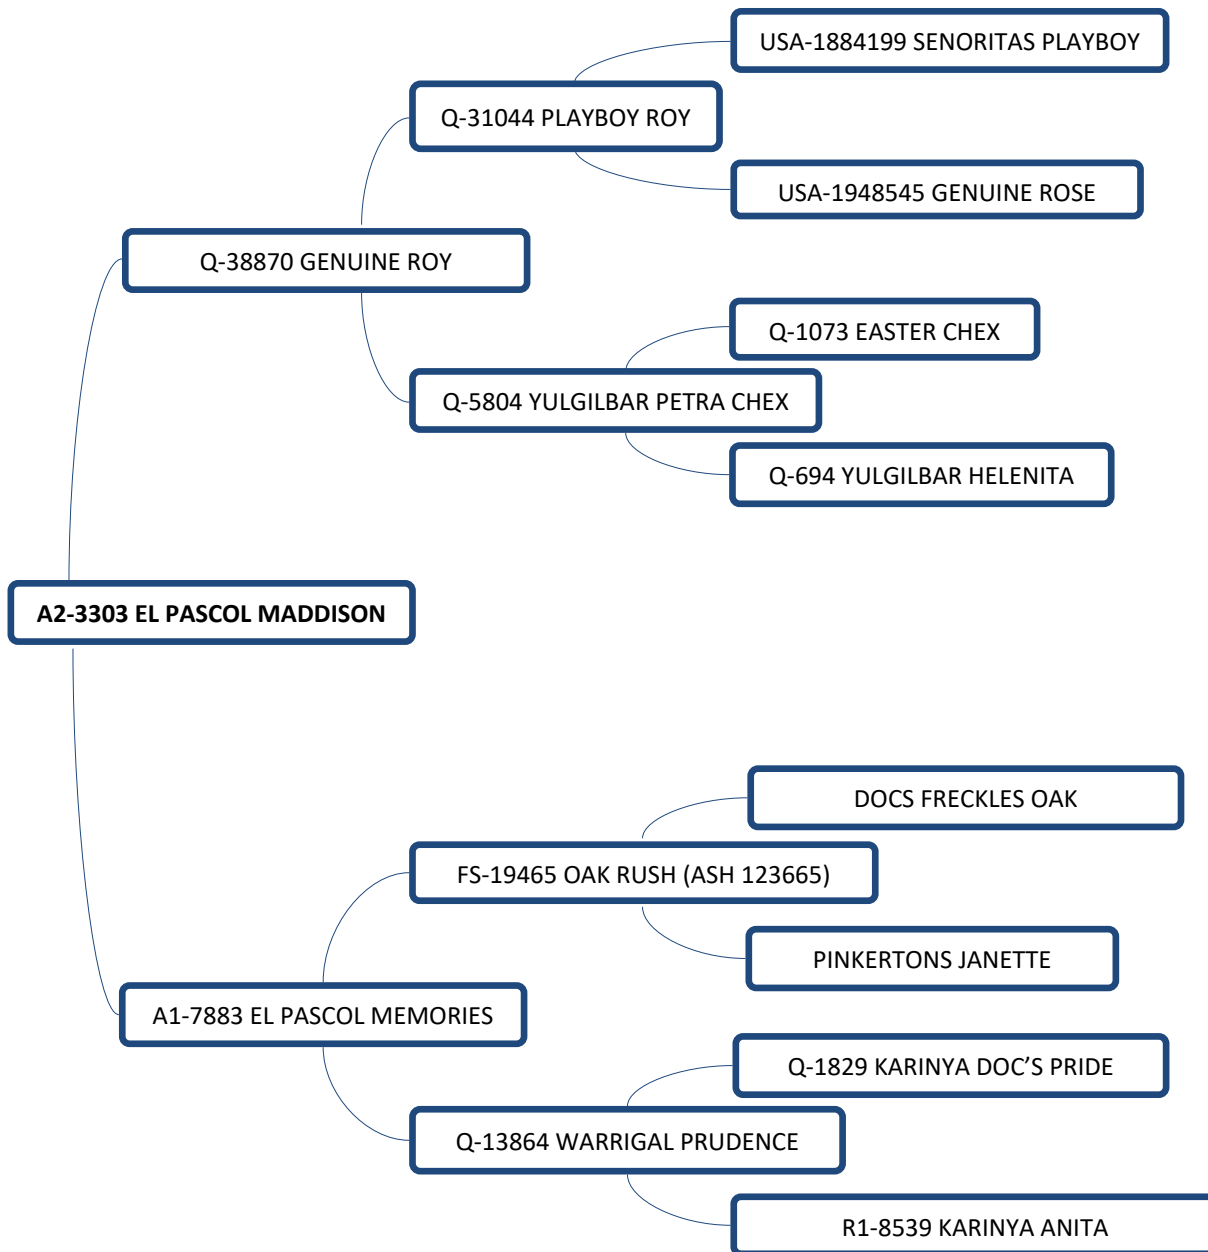 USA-1884199 SENORITAS PLAYBOY
Q-31044 PLAYBOY ROY
USA-1948545 GENUINE ROSE
Q-38870 GENUINE ROY
Q-1073 EASTER CHEX
Q-5804 YULGILBAR PETRA CHEX
Q-694 YULGILBAR HELENITA
A2-3303 EL PASCOL MADDISON
DOCS FRECKLES OAK
FS-19465 OAK RUSH (ASH 123665)
PINKERTONS JANETTE
A1-7883 EL PASCOL MEMORIES
Q-1829 KARINYA DOC’S PRIDE
Q-13864 WARRIGAL PRUDENCE
R1-8539 KARINYA ANITA